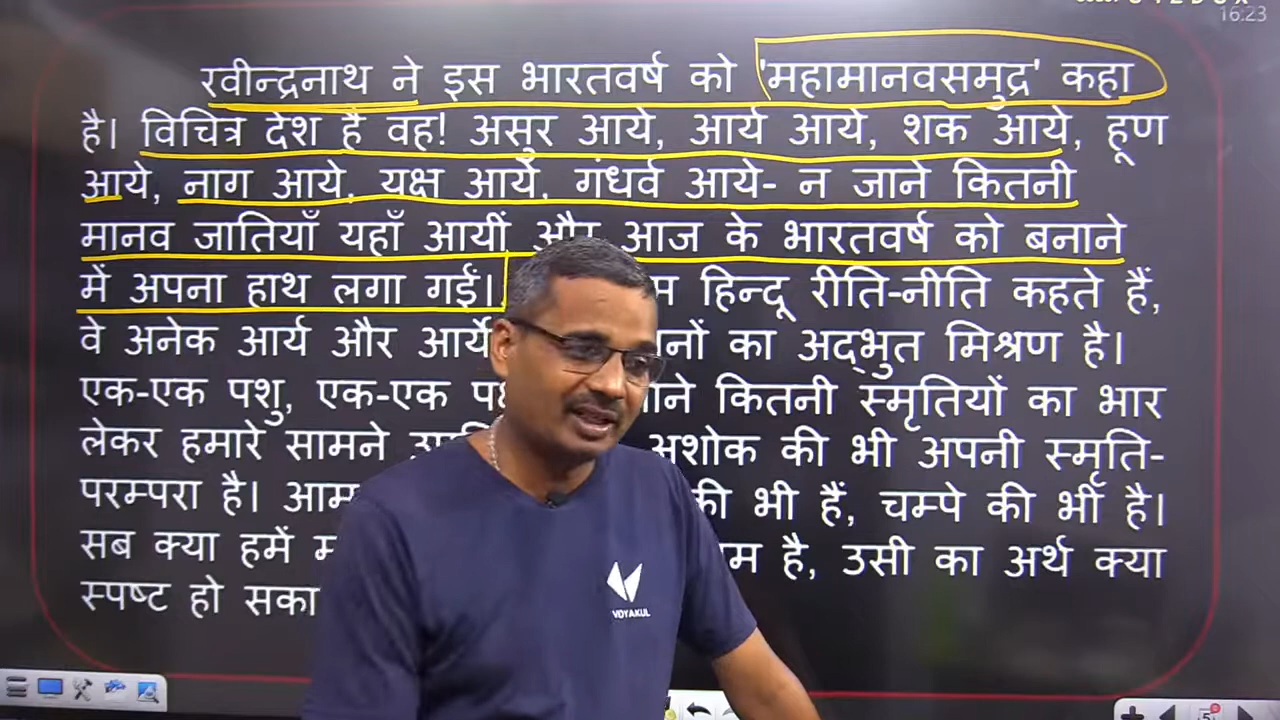 16:23
रवीन्द्रनाथ ने इस भारतवर्ष को 'महामानवसमुद्र' कहा
है। विचित्र देश है वह! असुर आये, आर्य आये, शक आये, हूण
आये, नाग आये, यक्ष आये, गंधर्व आये- न जाने कितनी
मानव जातियाँ यहाँ आयीं और आज के भारतवर्ष को बनाने
में अपना हाथ लगा गईं। हिन्दू रीति-नीति कहते हैं,
वे अनेक आर्य और का अद्भुत मिश्रण है।
एक-एक पशु, एक-एक कितनी स्मृतियों का भार
लेकर हमारे सामने अशोक की भी अपनी स्मृति-
परम्परा है। की भी हैं, चम्पे की भी है।
सब क्या हमें है, उसी का अर्थ क्या
स्पष्ट हो सका
VIDYAKUL